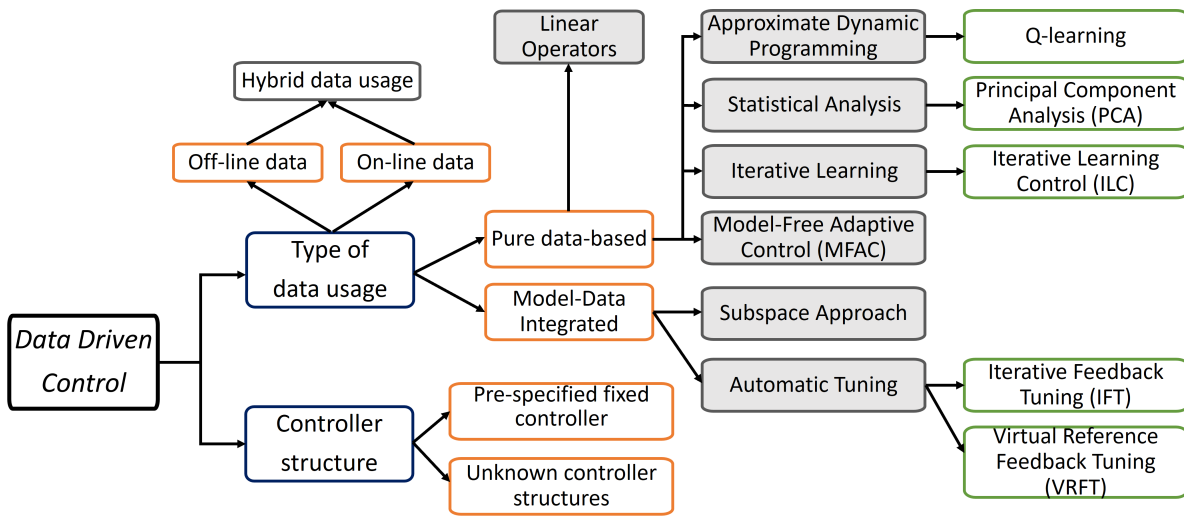 Linear
Operators
Approximate Dynamic
Programming
Q-learning
Hybrid data usage
Statistical Analysis
Principal Component
Analysis (PCA)
Off-line data
On-line data
Iterative Learning
Iterative Learning
Control (ILC)
Type of
data usage
Pure data-based
Model-Free Adaptive
Control (MFAC)
Model-Data
Integrated
Subspace Approach
Data Driven
Control
Automatic Tuning
Iterative Feedback
Tuning (IFT)
Pre-specified fixed
controller
Controller
structure
Virtual Reference
Feedback Tuning
(VRFT)
Unknown controller
structures